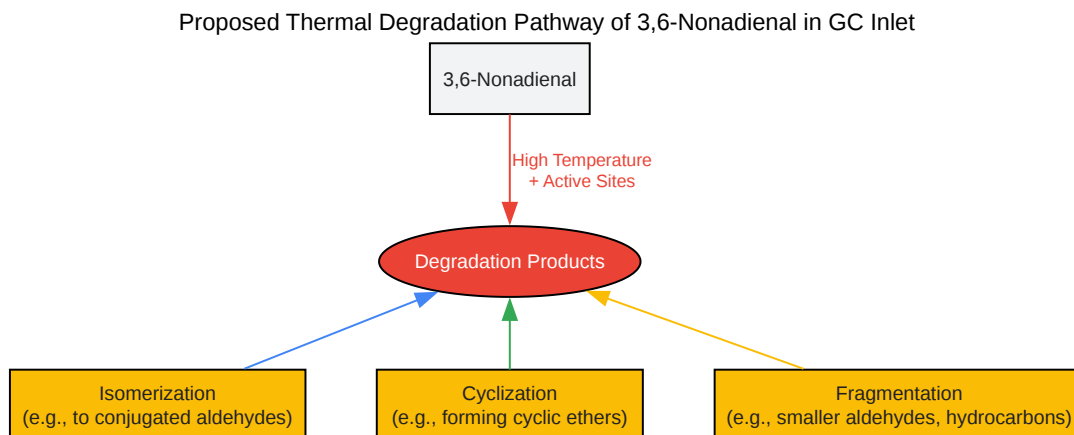 Proposed Thermal Degradation Pathway of 3,6-Nonadienal in GC Inlet
3,6-Nonadienal
High Temperature
+ Active Sites
Degradation Products
Isomerization
(e.g., to conjugated aldehydes)
Cyclization
(e.g., forming cyclic ethers)
Fragmentation
(e.g., smaller aldehydes, hydrocarbons)